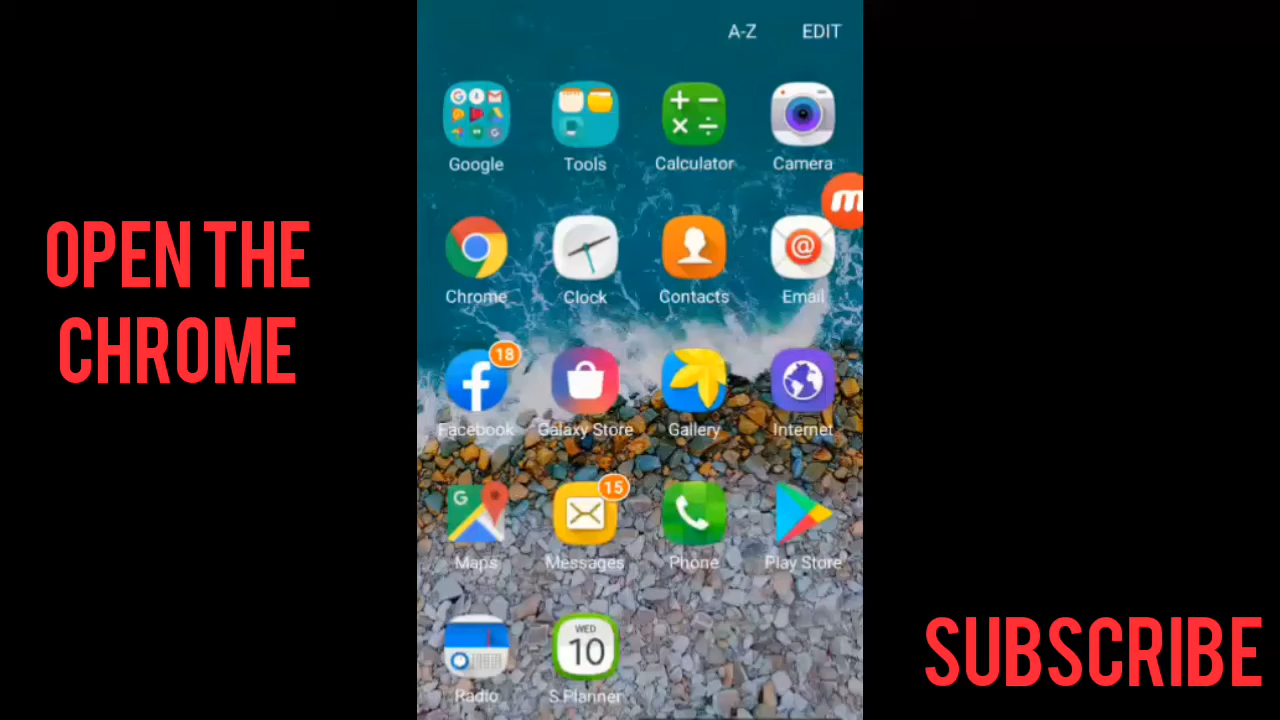 A-Z EDIT
Google Tools Calculator Camera
OPEN THE
CHROME
Chrome Clock Contacts Email
18
Facebook Galaxy Store Gallery Internet
15
Maps Messages Phone Play Store
WED
10
Radio S Planner
SUBSCRIBE